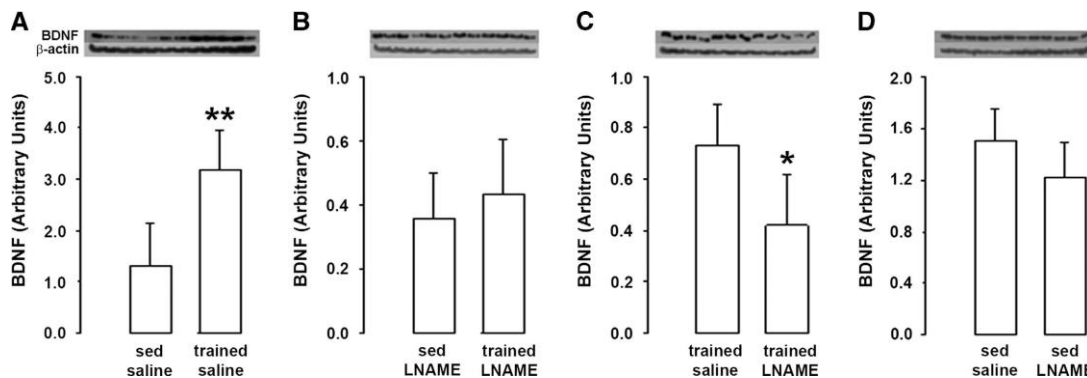 A
BDNF
β-actin
BDNF (Arbitrary Units)
5.0
4.0
3.0
2.0
1.0
0.0
**
sed
saline
trained
saline
B
BDNF (Arbitrary Units)
1.0
0.8
0.6
0.4
0.2
0.0
sed
LNAME
trained
LNAME
C
BDNF (Arbitrary Units)
1.0
0.8
0.6
0.4
0.2
0.0
*
trained
saline
trained
LNAME
D
BDNF (Arbitrary Units)
2.0
1.6
1.2
0.8
0.4
0.0
sed
saline
sed
LNAME